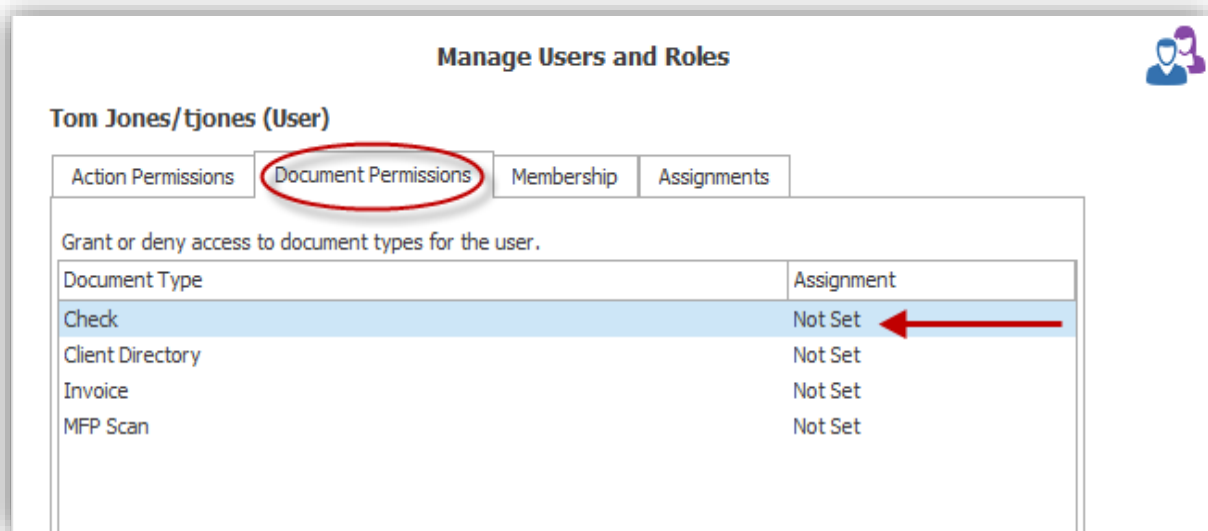 Manage Users and Roles
Tom Jones/tjones (User)
Action Permissions Document Permissions Membership Assignments
Grant or deny access to document types for the user.
Document Type Assignment
Check Not Set
Client Directory Not Set
Invoice Not Set
MFP Scan Not Set